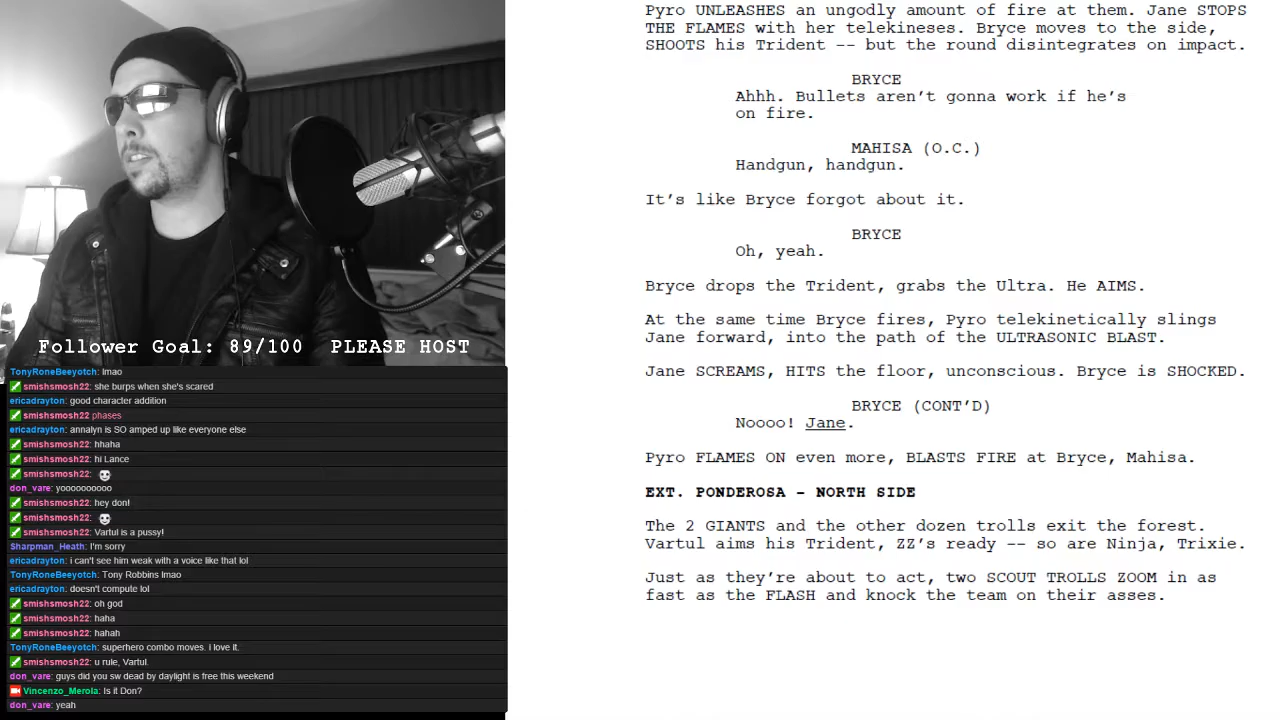 Pyro UNLEASHES an ungodly amount of fire at them. Jane STOPS
THE FLAMES with her telekineses. Bryce moves to the side,
SHOOTS his Trident -- but the round disintegrates on impact.
BRYCE
Ahhh. Bullets aren't gonna work if he's
on fire.
MAHISA (O.C.)
Handgun, handgun.
It's like Bryce forgot about it.
BRYCE
Oh, yeah.
Bryce drops the Trident, grabs the Ultra. He AIMS.
At the same time Bryce fires, Pyro telekinetically slings
Jane forward, into the path of the ULTRASONIC BLAST.
Jane SCREAMS, HITS the floor, unconscious. Bryce is SHOCKED.
BRYCE (CONT'D)
Noooo! Jane.
Pyro FLAMES ON even more, BLASTS FIRE at Bryce, Mahisa.
EXT. PONDEROSA - NORTH SIDE
The 2 GIANTS and the other dozen trolls exit the forest.
Vartul aims his Trident, ZZ's ready -- so are Ninja, Trixie.
Just as they're about to act, two SCOUT TROLLS ZOOM in as
fast as the FLASH and knock the team on their asses.
Follower Goal: 89/100 PLEASE HOST
TonyRoneBeeyotch: lmao
smishsmosh22: she burps when she's scared
ericadrayton: good character addition
smishsmosh22 phases
ericadrayton: annalyn is SO amped up like everyone else
smishsmosh22: hhaha
smishsmosh22: hi Lance
smishsmosh22:
don_vare: yoooooooooo
smishsmosh22: hey don!
smishsmosh22:
smishsmosh22: Vartul is a pussy!
Sharpman_Heath: I'm sorry
ericadrayton: i can't see him weak with a voice like that lol
TonyRoneBeeyotch: Tony Robbins lmao
ericadrayton: doesn't compute lol
smishsmosh22: oh god
smishsmosh22: haha
smishsmosh22: hahah
TonyRoneBeeyotch: superhero combo moves. i love it.
smishsmosh22: u rule, Vartul.
don_vare: guys did you sw dead by daylight is free this weekend
Vincenzo_Merola: Is it Don?
don_vare: yeah